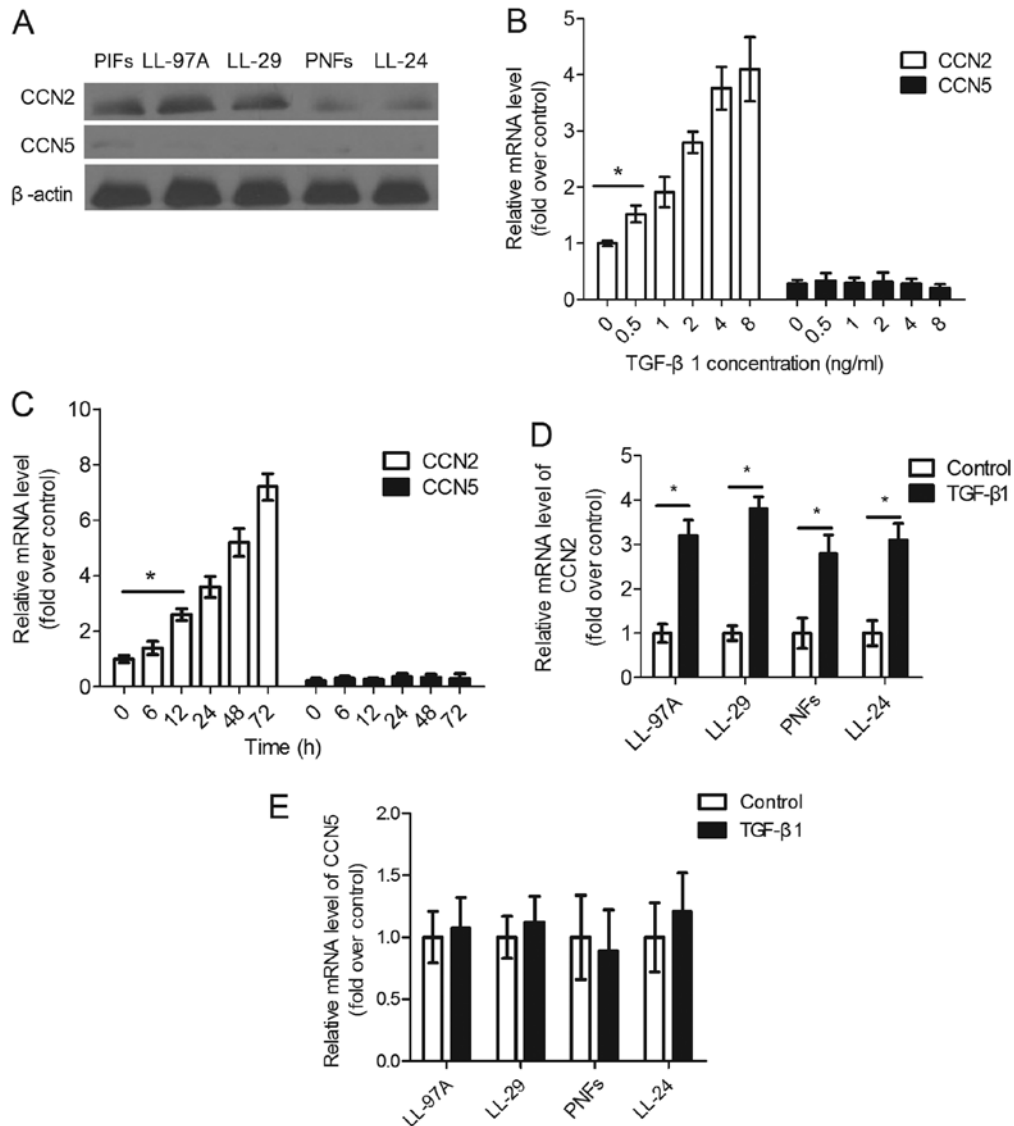 A
PIFs LL-97A LL-29 PNFs LL-24
CCN2
CCN5
β-actin
B
Relative mRNA level
(fold over control)
5
4
3
2
1
0
CCN2
CCN5
*
0 0.5 1 2 4 8 0 0.5 1 2 4 8
TGF-β 1 concentration (ng/ml)
C
Relative mRNA level
(fold over control)
10
8
6
4
2
0
CCN2
CCN5
*
0 6 12 24 48 72 0 6 12 24 48 72
Time (h)
D
Relative mRNA level of
CCN2
(fold over control)
5
4
3
2
1
0
Control
TGF-β1
* * * *
LL-97A LL-29 PNFs LL-24
E
Relative mRNA level of CCN5
(fold over control)
2.0
1.5
1.0
0.5
0.0
Control
TGF-β1
LL-97A LL-29 PNFs LL-24